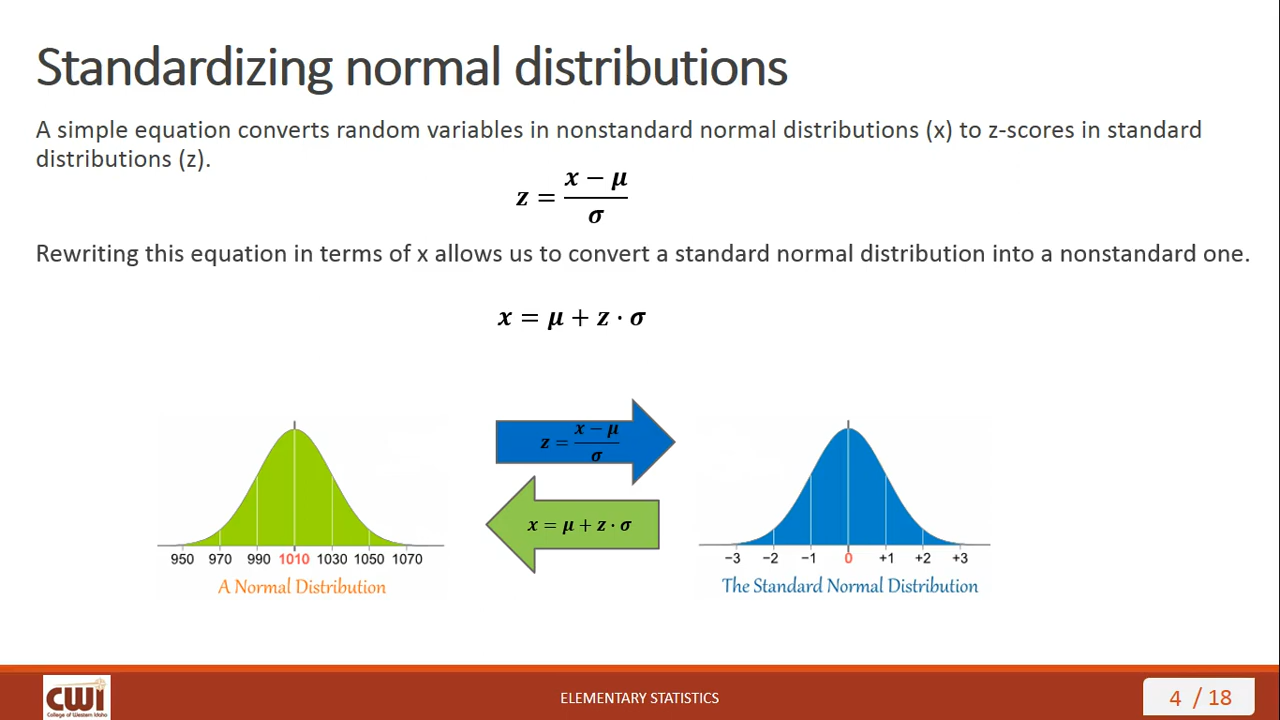 Standardizing normal distributions
A simple equation converts random variables in nonstandard normal distributions (x) to z-scores in standard
distributions (z).
z = (x − μ) / σ
Rewriting this equation in terms of x allows us to convert a standard normal distribution into a nonstandard one.
x = μ + z · σ
z = (x − μ) / σ
x = μ + z · σ
950 970 990 1010 1030 1050 1070
A Normal Distribution
−3 −2 −1 0 +1 +2 +3
The Standard Normal Distribution
CWI
College of Western Idaho
ELEMENTARY STATISTICS
4 / 18